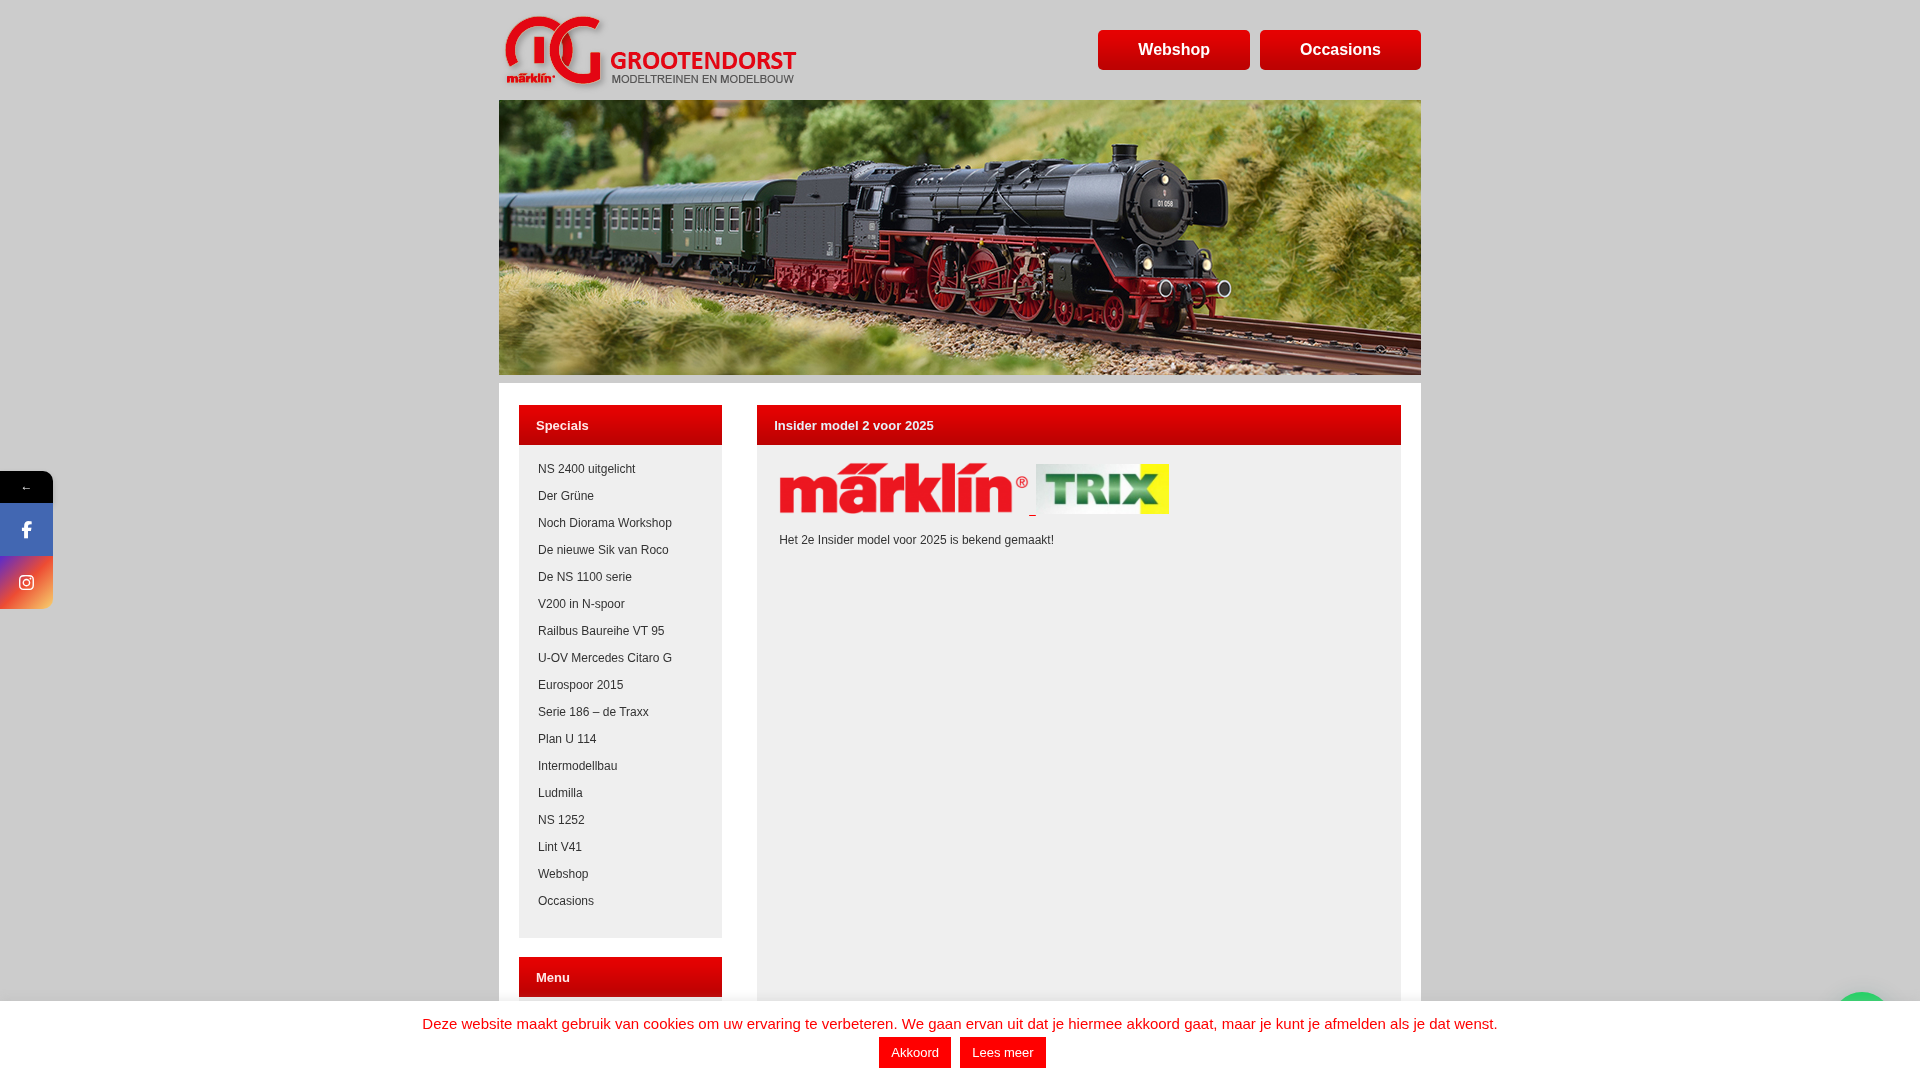 märklin
GROOTENDORST
MODELTREINEN EN MODELBOUW
Webshop
Occasions
01 058
Specials
NS 2400 uitgelicht
Der Grüne
Noch Diorama Workshop
De nieuwe Sik van Roco
De NS 1100 serie
V200 in N-spoor
Railbus Baureihe VT 95
U-OV Mercedes Citaro G
Eurospoor 2015
Serie 186 – de Traxx
Plan U 114
Intermodellbau
Ludmilla
NS 1252
Lint V41
Webshop
Occasions
Menu
Insider model 2 voor 2025
märklin® TRIX
Het 2e Insider model voor 2025 is bekend gemaakt!
←
Deze website maakt gebruik van cookies om uw ervaring te verbeteren. We gaan ervan uit dat je hiermee akkoord gaat, maar je kunt je afmelden als je dat wenst.
Akkoord
Lees meer